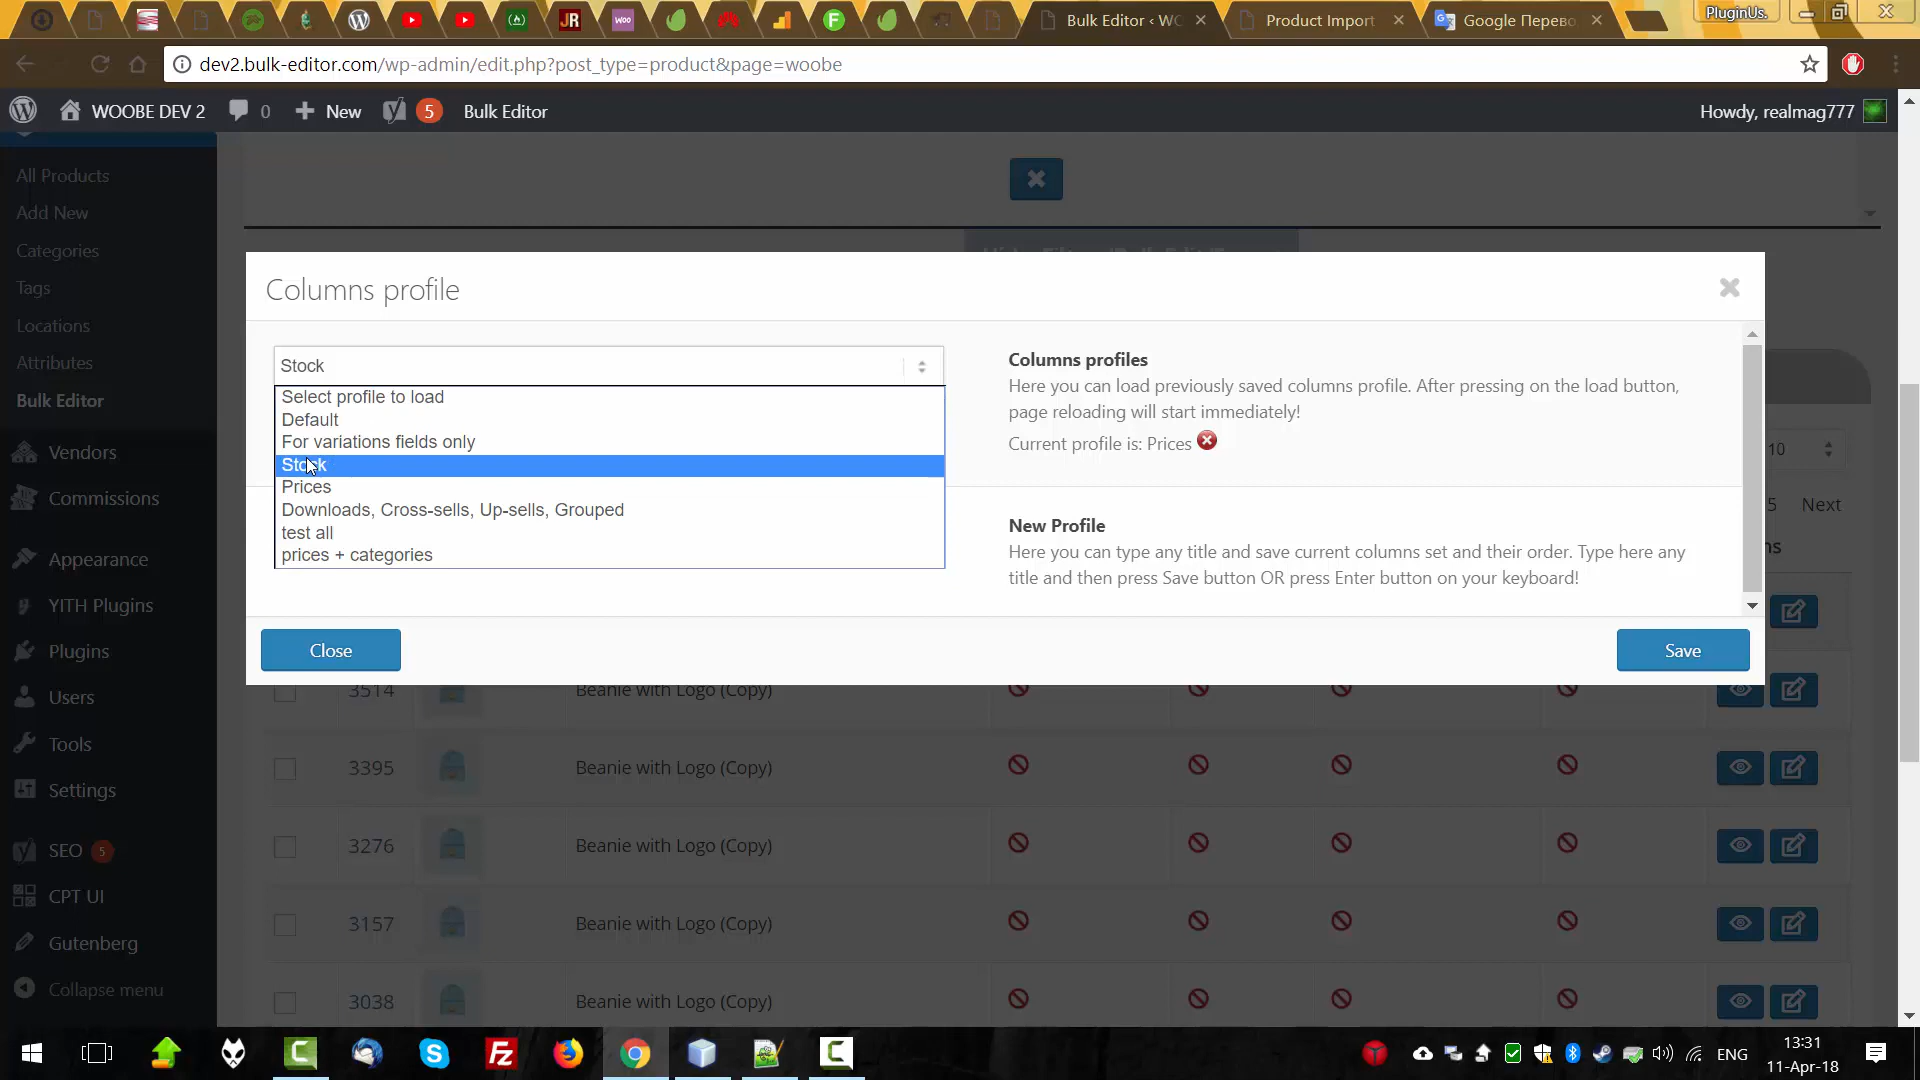 PluginUs.
JR
woo
Bulk Editor ‹ WC
Product Import
Google Перево
dev2.bulk-editor.com/wp-admin/edit.php?post_type=product&page=woobe
WOOBE DEV 2
0
New
5
Bulk Editor
Howdy, realmag777
All Products
Add New
Categories
Tags
Locations
Attributes
Bulk Editor
Vendors
Commissions
Appearance
YITH Plugins
Plugins
Users
Tools
Settings
SEO 5
CPT UI
Gutenberg
Collapse menu
Columns profile
Stock
Select profile to load
Default
For variations fields only
Stock
Prices
Downloads, Cross-sells, Up-sells, Grouped
test all
prices + categories
Columns profiles
Here you can load previously saved columns profile. After pressing on the load button,
page reloading will start immediately!
Current profile is: Prices
New Profile
Here you can type any title and save current columns set and their order. Type here any
title and then press Save button OR press Enter button on your keyboard!
Close
Save
10
5 Next
ns
3514 Beanie with Logo (Copy)
3395 Beanie with Logo (Copy)
3276 Beanie with Logo (Copy)
3157 Beanie with Logo (Copy)
3038 Beanie with Logo (Copy)
ENG
13:31
11-Apr-18